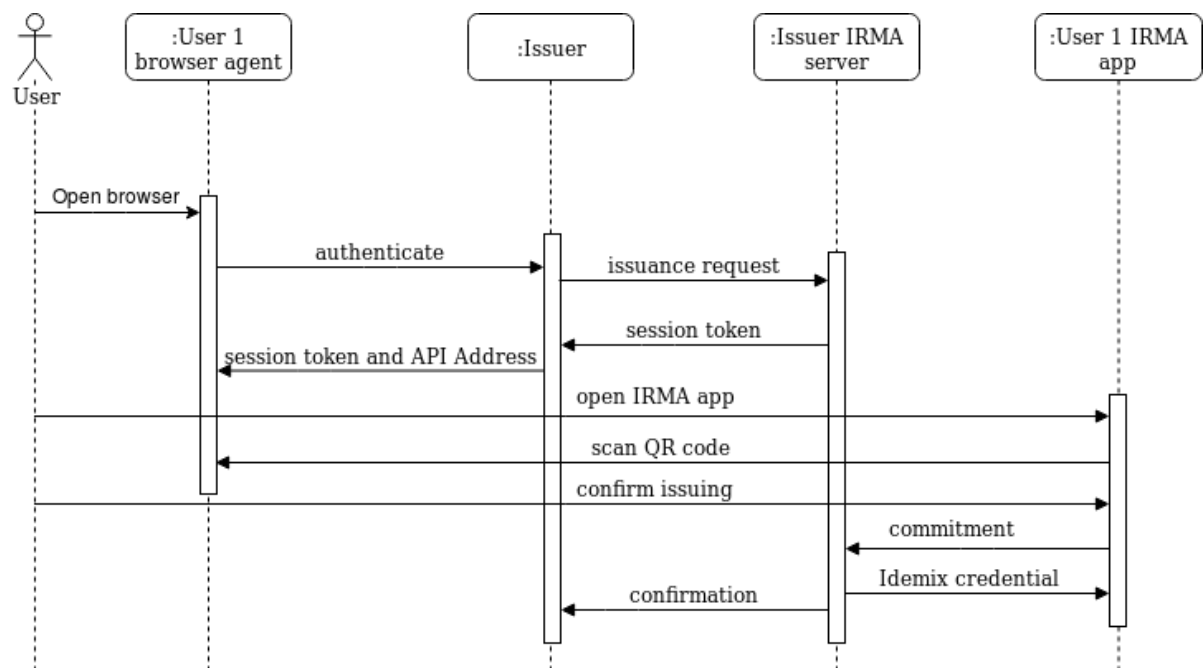 :User 1
browser agent
:Issuer
:Issuer IRMA
server
:User 1 IRMA
app
User
Open browser
authenticate
issuance request
session token
session token and API Address
open IRMA app
scan QR code
confirm issuing
commitment
Idemix credential
confirmation